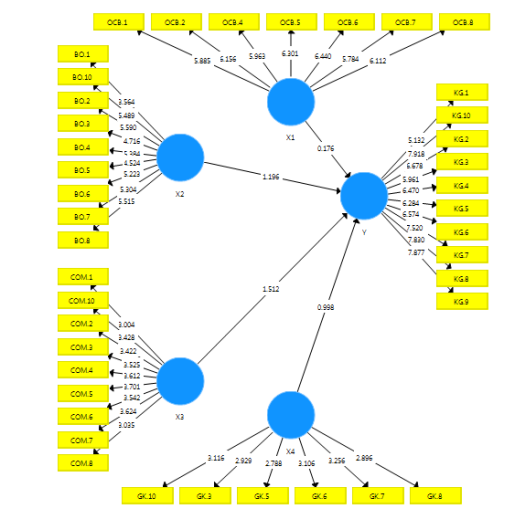 OCB.1 OCB.2 OCB.4 OCB.5 OCB.6 OCB.7 OCB.8
5.885 6.156 5.963 6.301 6.440 5.784 6.112
X1
BO.1
BO.10
BO.2
BO.3
BO.4
BO.5
BO.6
BO.7
BO.8
3.564
5.489
5.590
4.716
5.394
4.524
5.223
5.304
5.515
X2
0.176
1.196
KG.1
KG.10
KG.2
KG.3
KG.4
KG.5
KG.6
KG.7
KG.8
KG.9
5.132
7.918
6.678
5.961
6.470
6.284
6.574
7.520
7.830
7.877
Y
COM.1
COM.10
COM.2
COM.3
COM.4
COM.5
COM.6
COM.7
COM.8
3.004
3.428
3.422
3.525
3.612
3.701
3.542
3.624
3.035
X3
1.512
0.998
X4
3.116 2.929 2.788 3.106 3.256 2.896
GK.10 GK.3 GK.5 GK.6 GK.7 GK.8